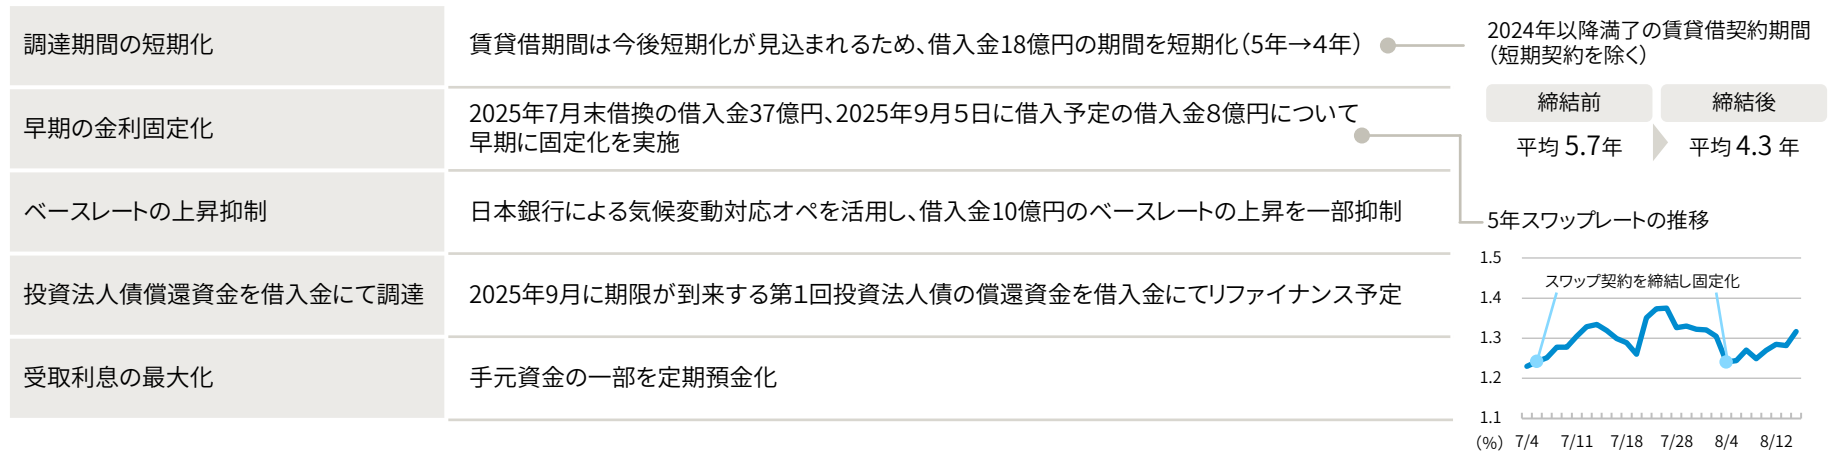 調達期間の短期化
賃貸借期間は今後短期化が見込まれるため、借入金18億円の期間を短期化（5年→4年）
早期の金利固定化
2025年7月末借換の借入金37億円、2025年9月5日に借入予定の借入金8億円について
早期に固定化を実施
ベースレートの上昇抑制
日本銀行による気候変動対応オペを活用し、借入金10億円のベースレートの上昇を一部抑制
投資法人債償還資金を借入金にて調達
2025年9月に期限が到来する第1回投資法人債の償還資金を借入金にてリファイナンス予定
受取利息の最大化
手元資金の一部を定期預金化
2024年以降満了の賃貸借契約期間
（短期契約を除く）
締結前 締結後
平均 5.7年 平均 4.3 年
5年スワップレートの推移
1.5
スワップ契約を締結し固定化
1.4
1.3
1.2
1.1
（%） 7/4 7/11 7/18 7/28 8/4 8/12